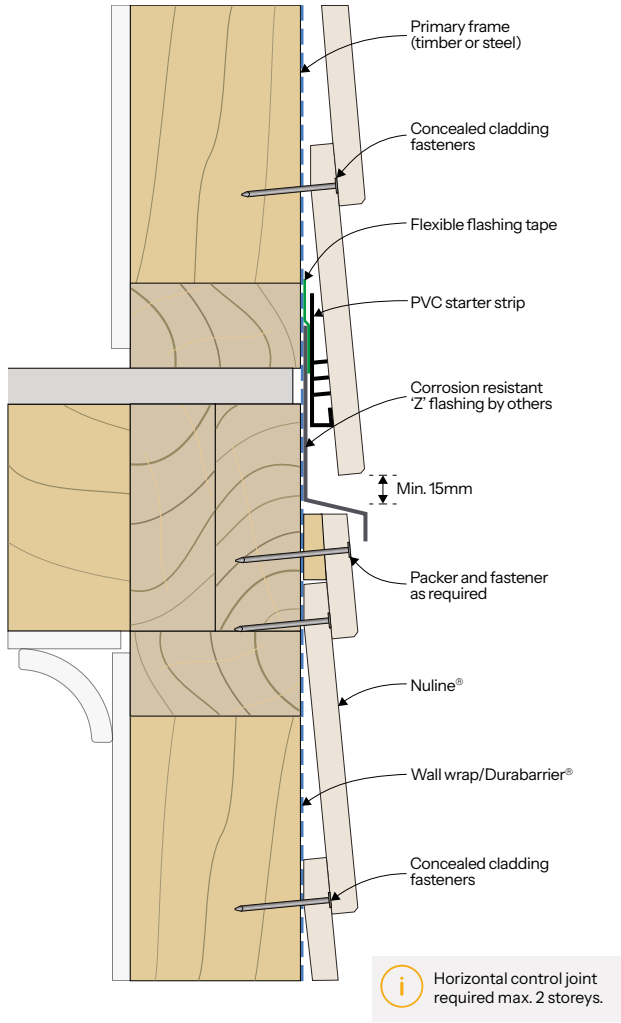 Primary frame
(timber or steel)
Concealed cladding
fasteners
Flexible flashing tape
PVC starter strip
Corrosion resistant
‘Z’ flashing by others
Min. 15mm
Packer and fastener
as required
Nuline®
Wall wrap/Durabarrier®
Concealed cladding
fasteners
i
Horizontal control joint
required max. 2 storeys.